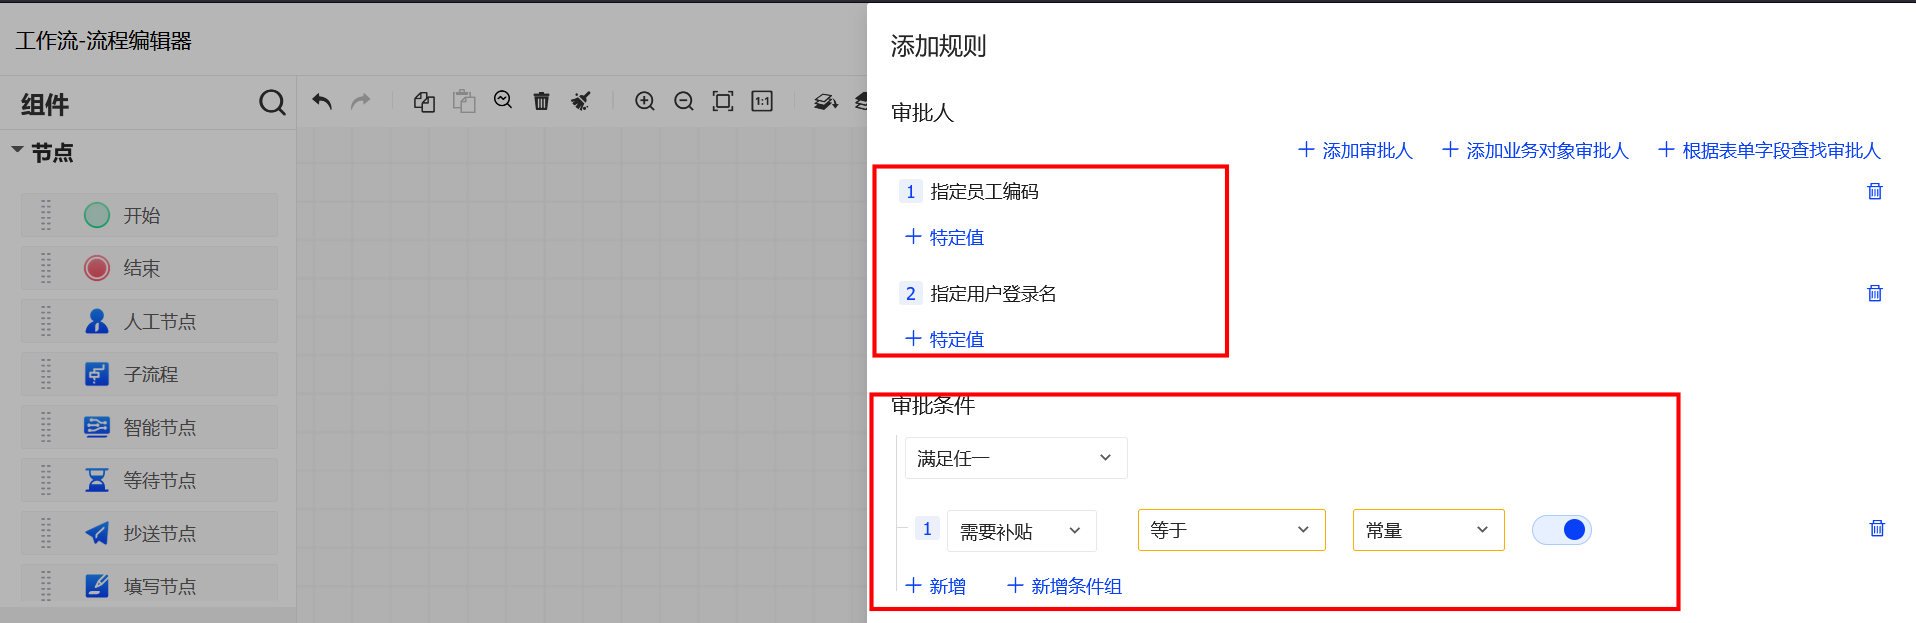 工作流-流程编辑器
组件
节点
开始
结束
人工节点
子流程
智能节点
等待节点
抄送节点
填写节点
1:1
添加规则
审批人
添加审批人 添加业务对象审批人 根据表单字段查找审批人
1 指定员工编码
特定值
2 指定用户登录名
特定值
审批条件
满足任一
1 需要补贴 等于 常量
新增 新增条件组